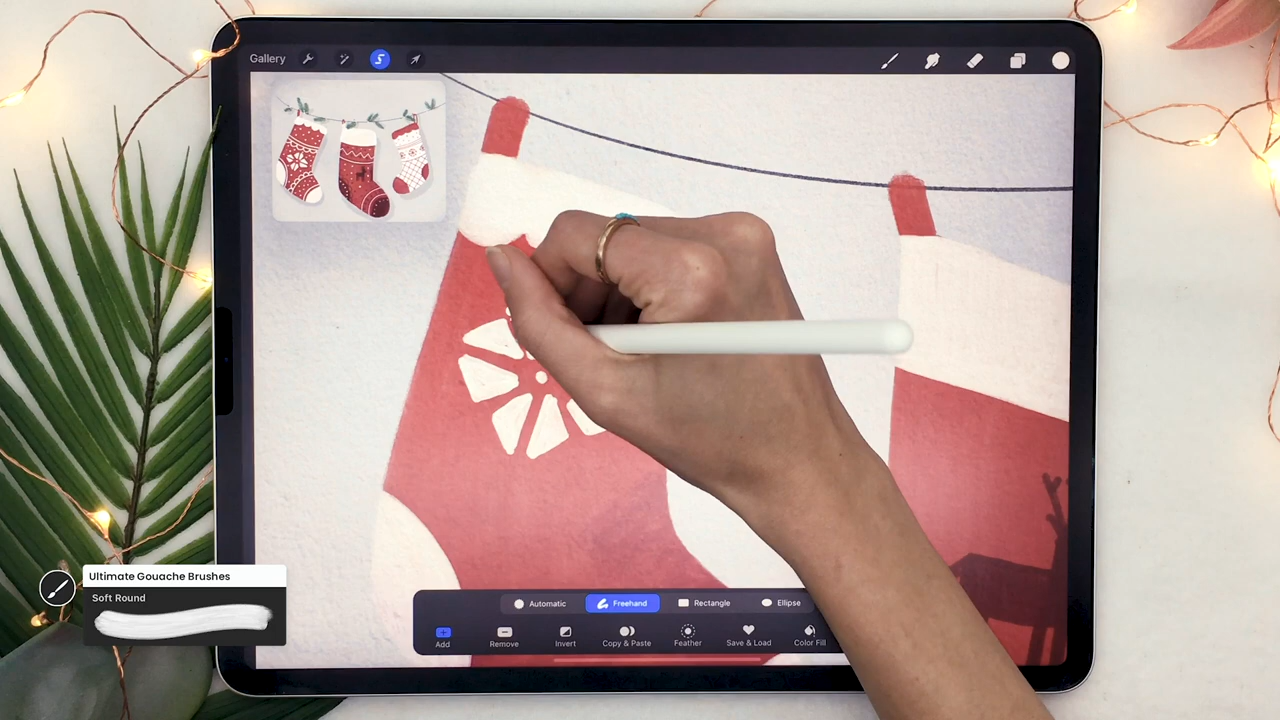 Gallery
Automatic Freehand Rectangle Ellipse
Add Remove Invert Copy & Paste Feather Save & Load Color Fill
Ultimate Gouache Brushes
Soft Round